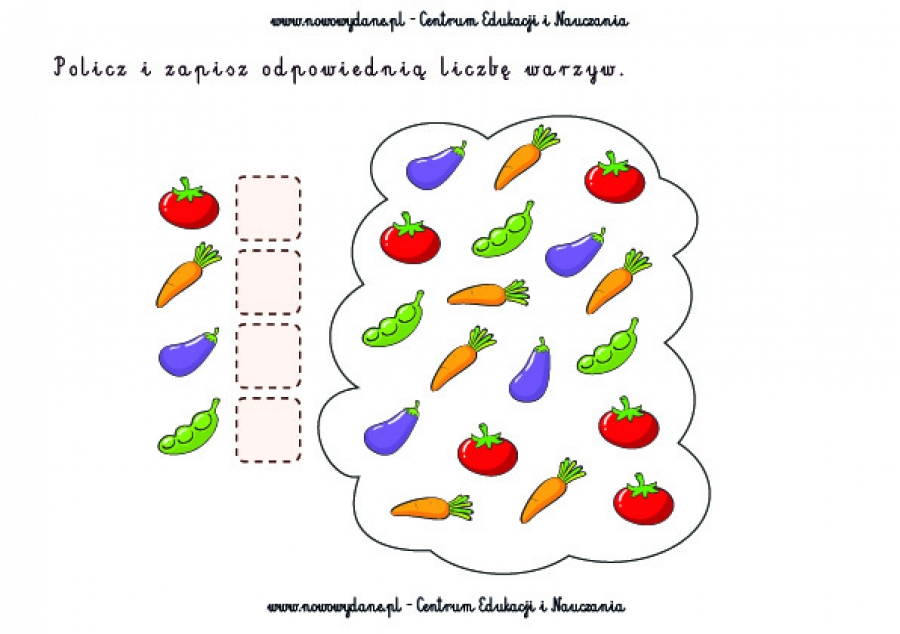 www.nowowydane.pl - Centrum Edukacji i Nauczania
Policz i zapisz odpowiednią liczbę warzyw.
www.nowowydane.pl - Centrum Edukacji i Nauczania